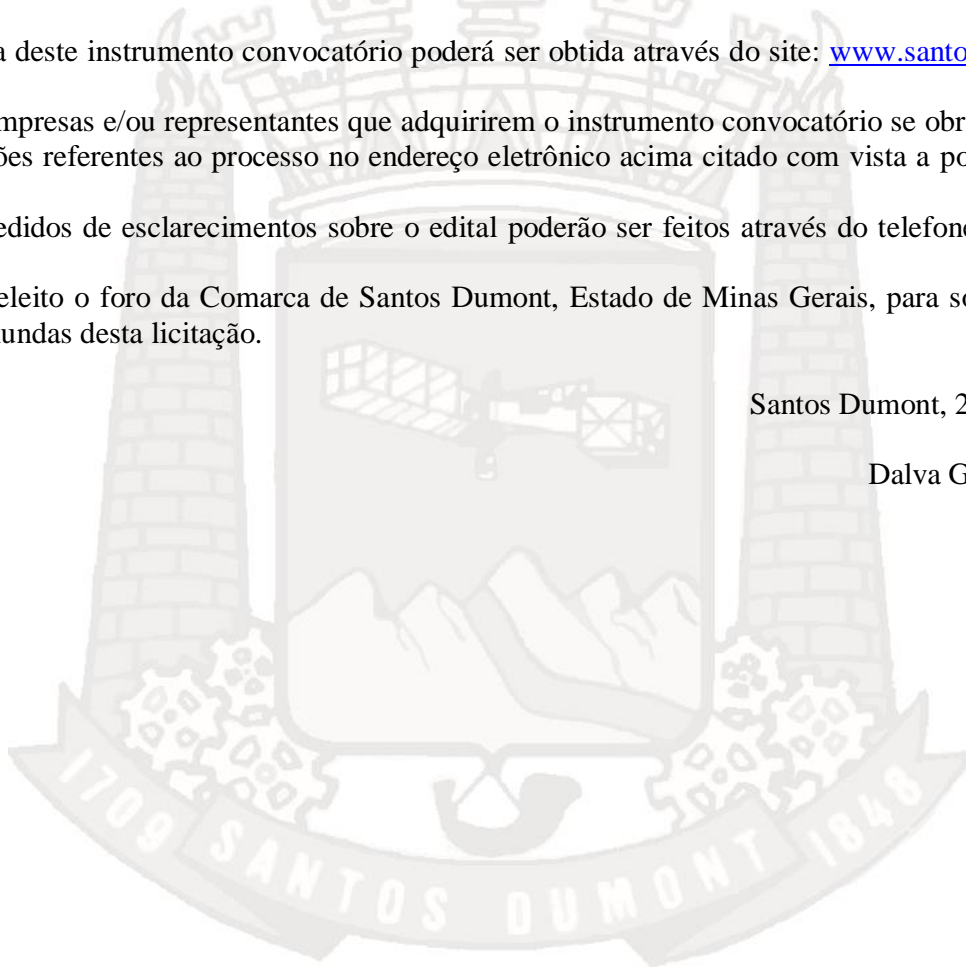 a deste instrumento convocatório poderá ser obtida através do site: www.santo
mpresas e/ou representantes que adquirirem o instrumento convocatório se obr
ões referentes ao processo no endereço eletrônico acima citado com vista a po
edidos de esclarecimentos sobre o edital poderão ser feitos através do telefone
eleito o foro da Comarca de Santos Dumont, Estado de Minas Gerais, para so
undas desta licitação.
Santos Dumont, 2
Dalva G
1709 SANTOS DUMONT 1848